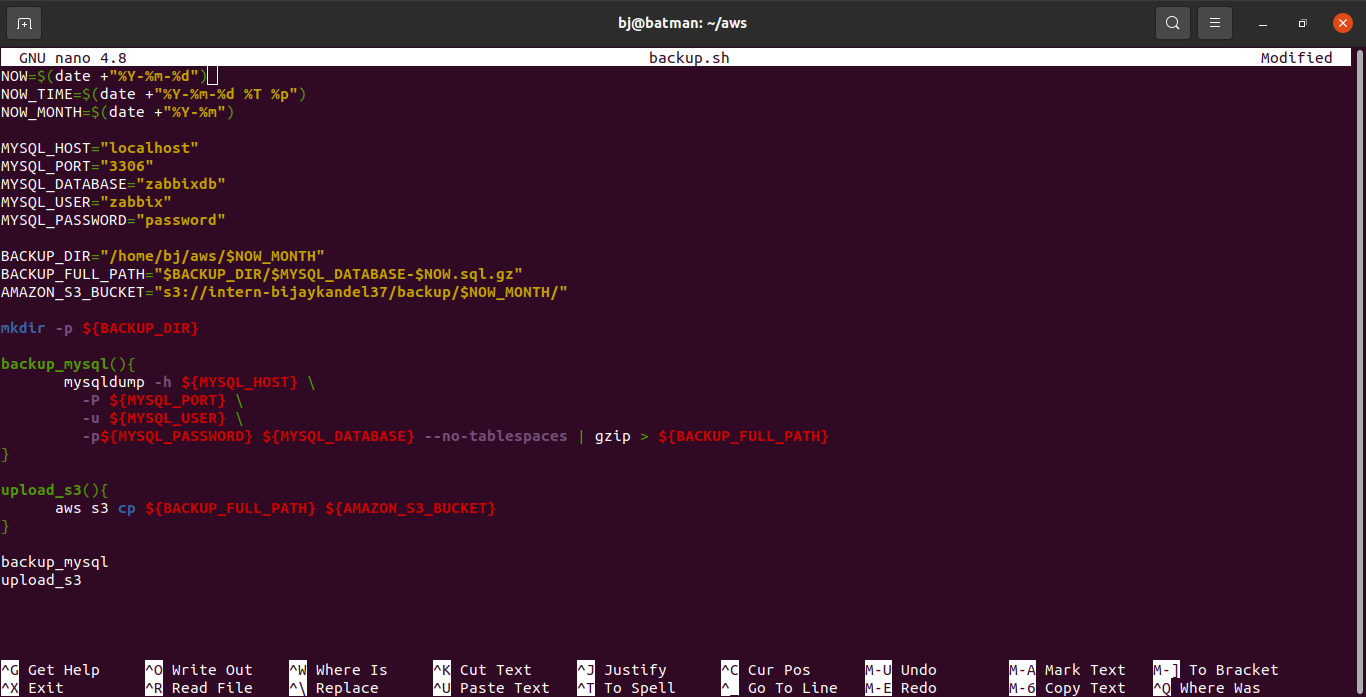 bj@batman: ~/aws
GNU nano 4.8 backup.sh Modified
NOW=$(date +"%Y-%m-%d")
NOW_TIME=$(date +"%Y-%m-%d %T %p")
NOW_MONTH=$(date +"%Y-%m")
MYSQL_HOST="localhost"
MYSQL_PORT="3306"
MYSQL_DATABASE="zabbixdb"
MYSQL_USER="zabbix"
MYSQL_PASSWORD="password"
BACKUP_DIR="/home/bj/aws/$NOW_MONTH"
BACKUP_FULL_PATH="$BACKUP_DIR/$MYSQL_DATABASE-$NOW.sql.gz"
AMAZON_S3_BUCKET="s3://intern-bijaykandel37/backup/$NOW_MONTH/"
mkdir -p ${BACKUP_DIR}
backup_mysql(){
mysqldump -h ${MYSQL_HOST} \
-P ${MYSQL_PORT} \
-u ${MYSQL_USER} \
-p${MYSQL_PASSWORD} ${MYSQL_DATABASE} --no-tablespaces | gzip > ${BACKUP_FULL_PATH}
}
upload_s3(){
aws s3 cp ${BACKUP_FULL_PATH} ${AMAZON_S3_BUCKET}
}
backup_mysql
upload_s3
^G Get Help ^O Write Out ^W Where Is ^K Cut Text ^J Justify ^C Cur Pos M-U Undo M-A Mark Text M-] To Bracket
^X Exit ^R Read File ^\ Replace ^U Paste Text ^T To Spell ^_ Go To Line M-E Redo M-6 Copy Text ^Q Where Was